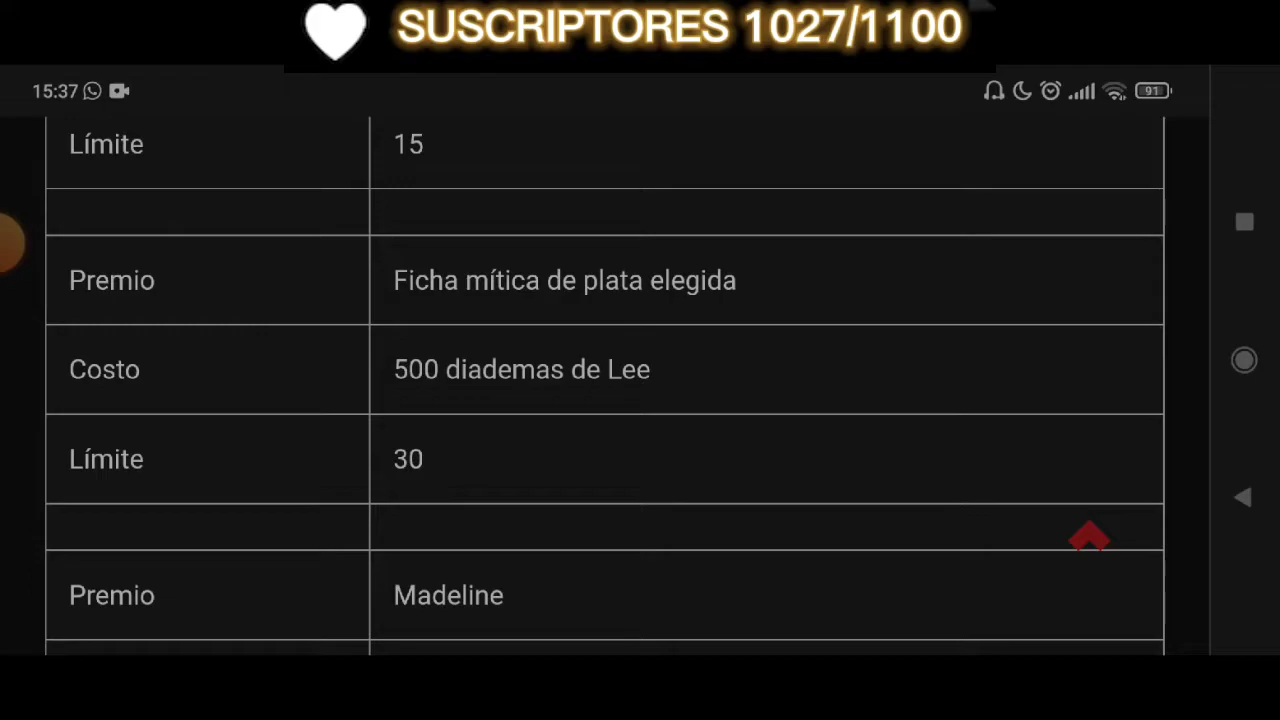 SUSCRIPTORES 1027/1100
15:37
91
Límite 15
Premio Ficha mítica de plata elegida
Costo 500 diademas de Lee
Límite 30
Premio Madeline